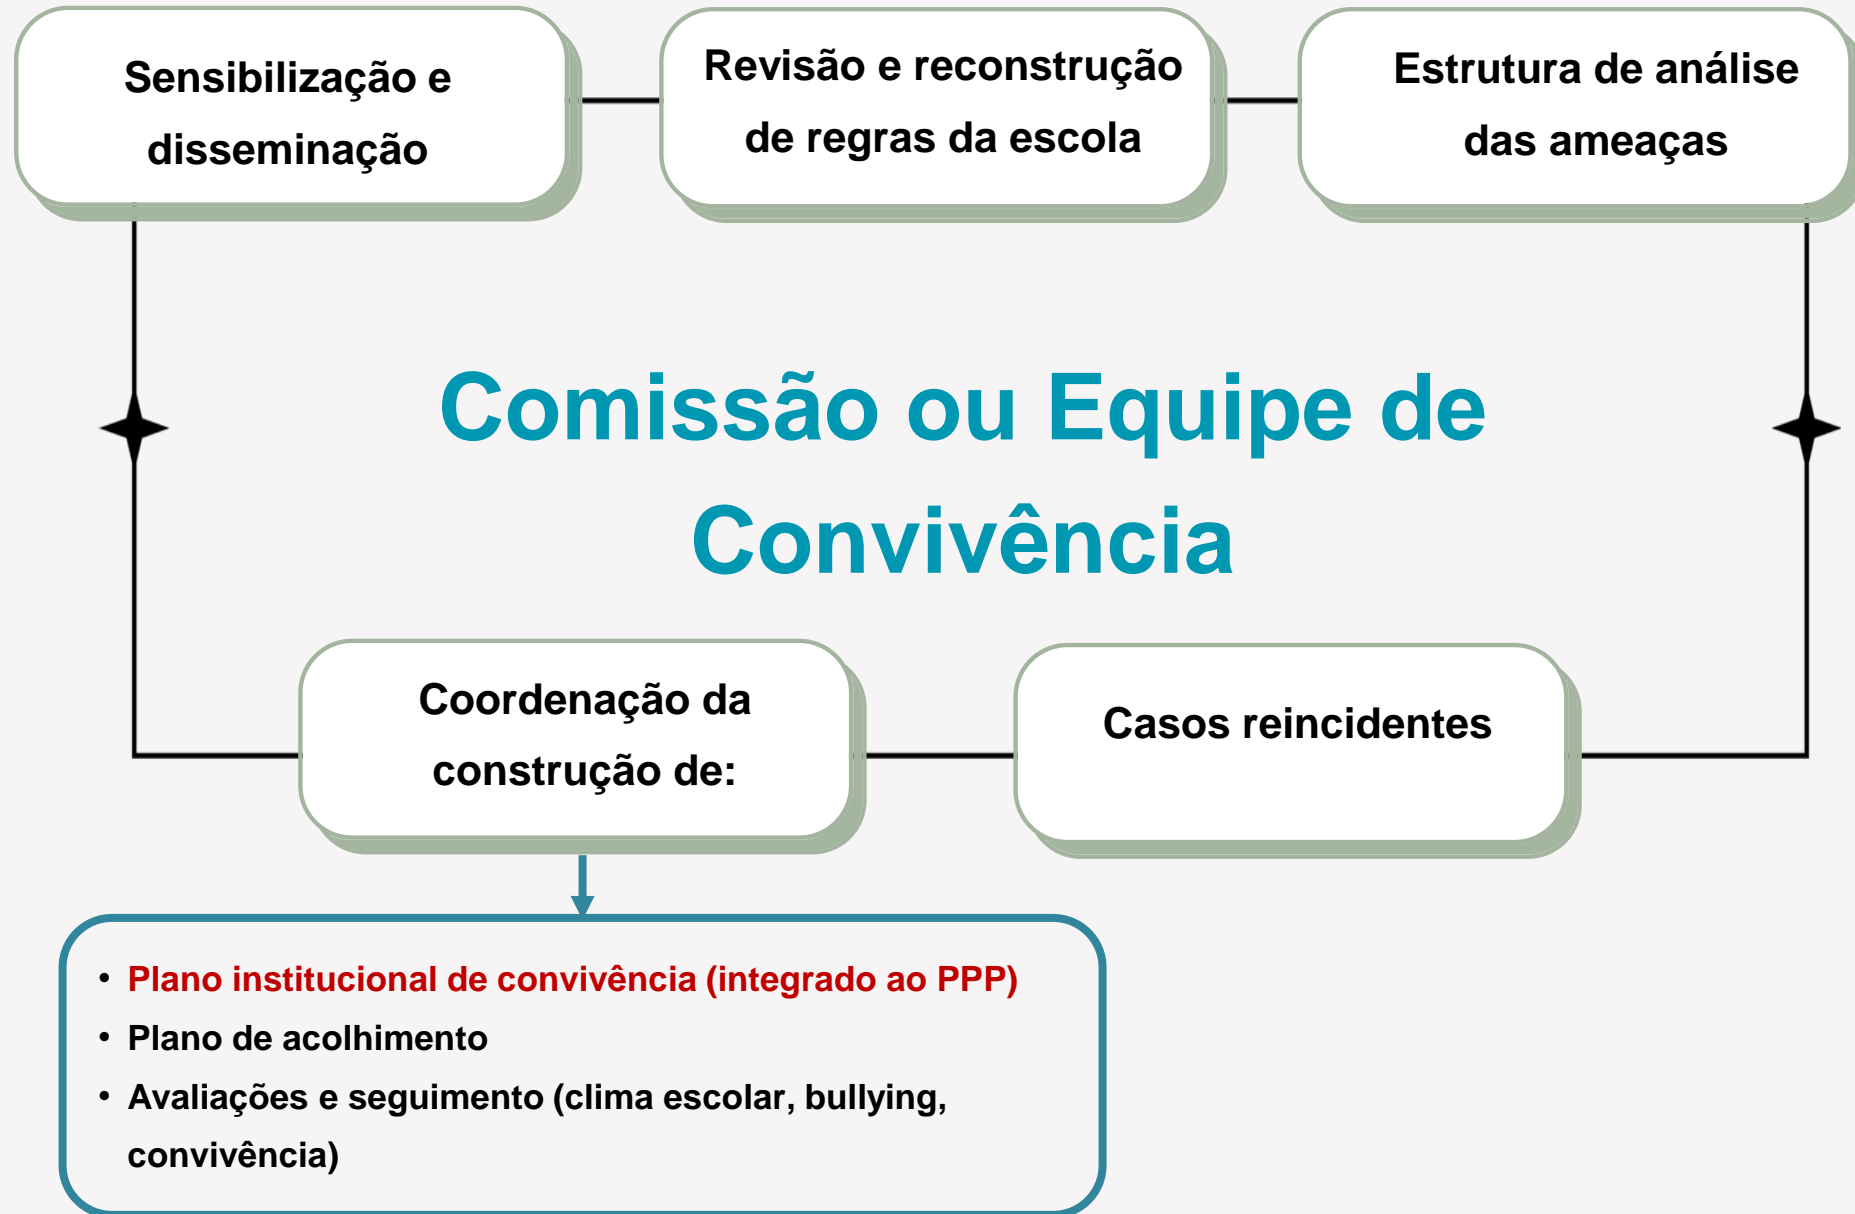 Sensibilização e
disseminação
Revisão e reconstrução
de regras da escola
Estrutura de análise
das ameaças
Comissão ou Equipe de
Convivência
Coordenação da
construção de:
Casos reincidentes
• Plano institucional de convivência (integrado ao PPP)
• Plano de acolhimento
• Avaliações e seguimento (clima escolar, bullying,
convivência)